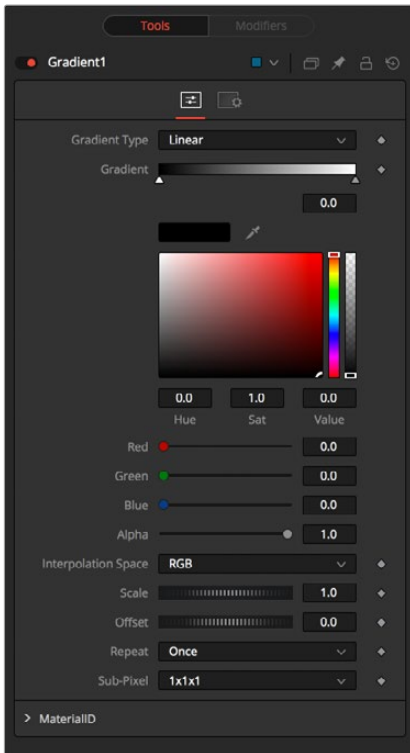 Tools Modifiers
Gradient1
Gradient Type Linear
Gradient
0.0
0.0 1.0 0.0
Hue Sat Value
Red 0.0
Green 0.0
Blue 0.0
Alpha 1.0
Interpolation Space RGB
Scale 1.0
Offset 0.0
Repeat Once
Sub-Pixel 1x1x1
MaterialID